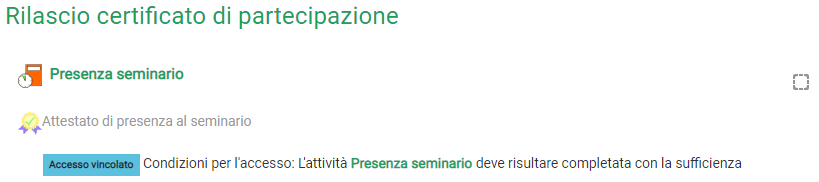 Rilascio certificato di partecipazione
Presenza seminario
Attestato di presenza al seminario
Accesso vincolato Condizioni per l'accesso: L'attività Presenza seminario deve risultare completata con la sufficienza